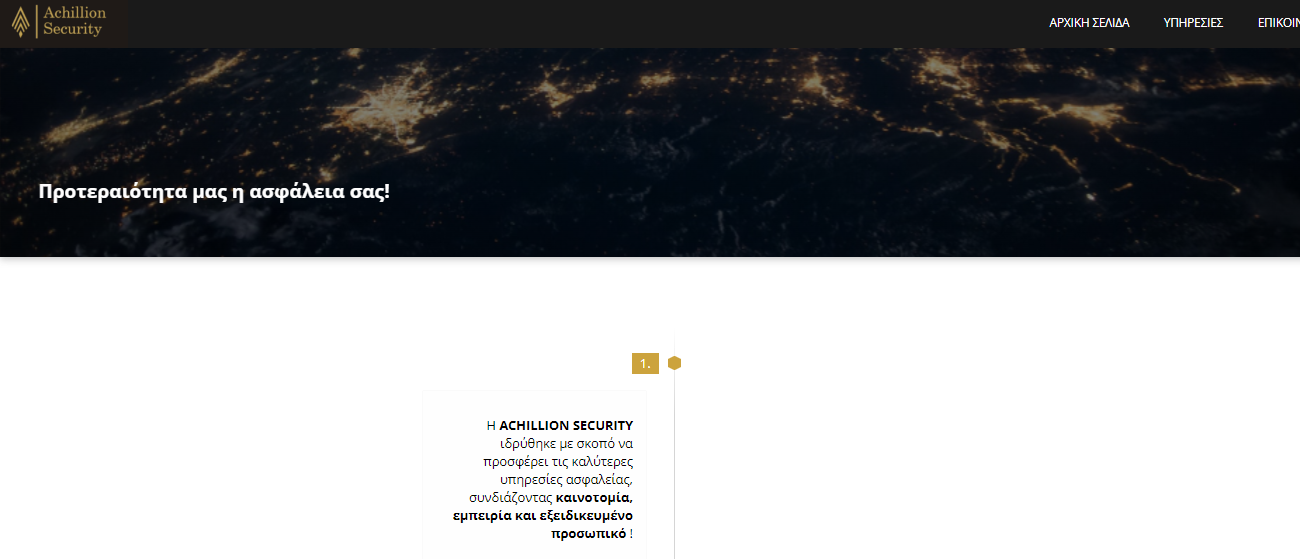 Achillion
Security
ΑΡΧΙΚΗ ΣΕΛΙΔΑ ΥΠΗΡΕΣΙΕΣ
Προτεραιότητα μας η ασφάλεια σας!
1.
Η ACHILLION SECURITY
ιδρύθηκε με σκοπό να
προσφέρει τις καλύτερες
υπηρεσίες ασφαλείας,
συνδιάζοντας καινοτομία,
εμπειρία και εξειδικευμένο
προσωπικό !